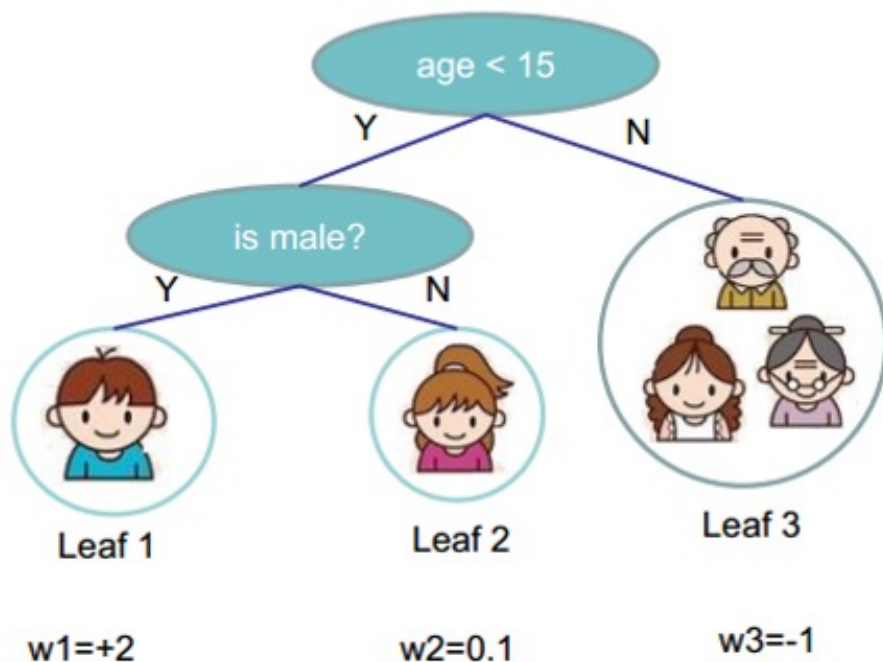 age < 15
Y
N
is male?
Y
N
Leaf 1
Leaf 2
Leaf 3
w1=+2
w2=0.1
w3=-1